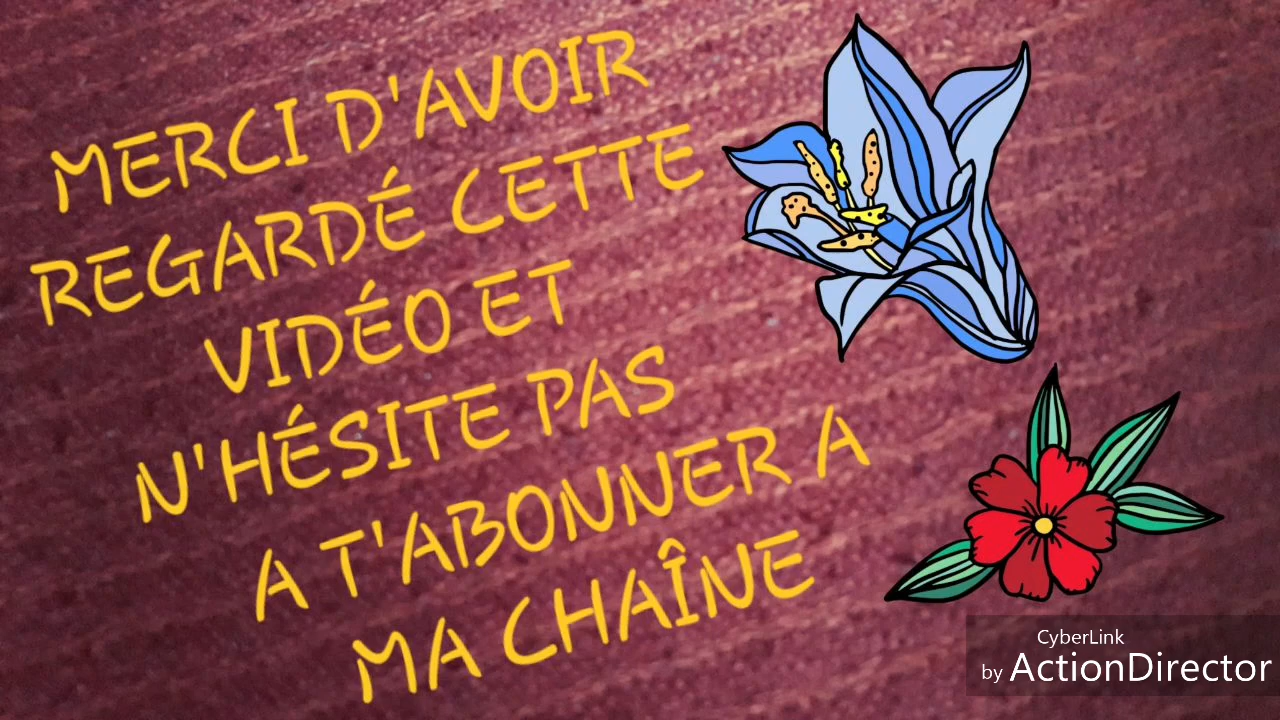 MERCI D'AVOIR
REGARDÉ CETTE
VIDÉO ET
N'HÉSITE PAS
A T'ABONNER A
MA CHAÎNE
CyberLink
by ActionDirector